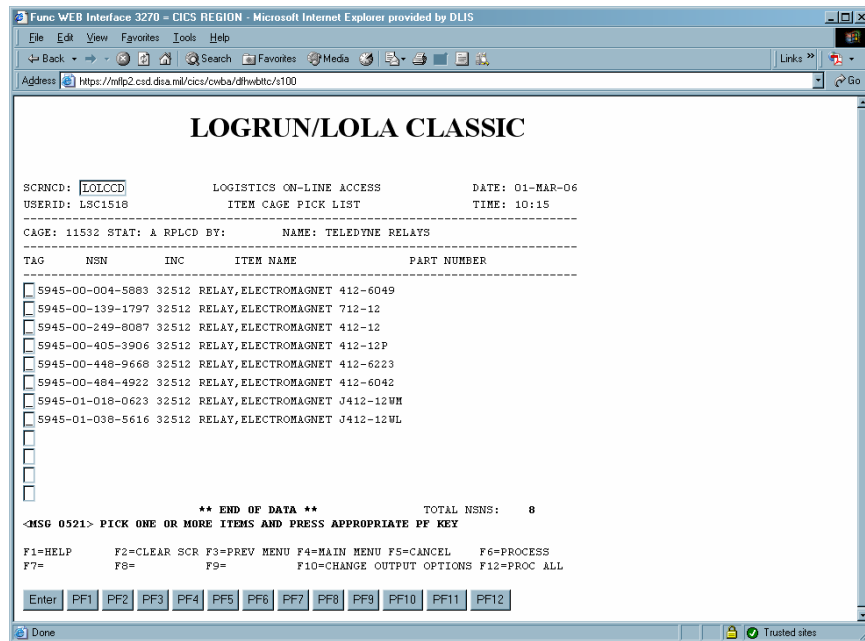 Func WEB Interface 3270 = CICS REGION - Microsoft Internet Explorer provided by DLIS
File Edit View Favorites Tools Help
Back Search Favorites Media Links »
Address https://mflp2.csd.disa.mil/cics/cwba/dfhwbttc/s100 Go
LOGRUN/LOLA CLASSIC
SCRNCD: LOLCCD LOGISTICS ON-LINE ACCESS DATE: 01-MAR-06
USERID: LSC1518 ITEM CAGE PICK LIST TIME: 10:15
CAGE: 11532 STAT: A RPLCD BY: NAME: TELEDYNE RELAYS
TAG NSN INC ITEM NAME PART NUMBER
_ 5945-00-004-5883 32512 RELAY,ELECTROMAGNET 412-6049
_ 5945-00-139-1797 32512 RELAY,ELECTROMAGNET 712-12
_ 5945-00-249-8087 32512 RELAY,ELECTROMAGNET 412-12
_ 5945-00-405-3906 32512 RELAY,ELECTROMAGNET 412-12P
_ 5945-00-448-9668 32512 RELAY,ELECTROMAGNET 412-6223
_ 5945-00-484-4922 32512 RELAY,ELECTROMAGNET 412-6042
_ 5945-01-018-0623 32512 RELAY,ELECTROMAGNET J412-12WM
_ 5945-01-038-5616 32512 RELAY,ELECTROMAGNET J412-12WL
** END OF DATA ** TOTAL NSNS: 8
<MSG 0521> PICK ONE OR MORE ITEMS AND PRESS APPROPRIATE PF KEY
F1=HELP F2=CLEAR SCR F3=PREV MENU F4=MAIN MENU F5=CANCEL F6=PROCESS
F7= F8= F9= F10=CHANGE OUTPUT OPTIONS F12=PROC ALL
Enter PF1 PF2 PF3 PF4 PF5 PF6 PF7 PF8 PF9 PF10 PF11 PF12
Done Trusted sites